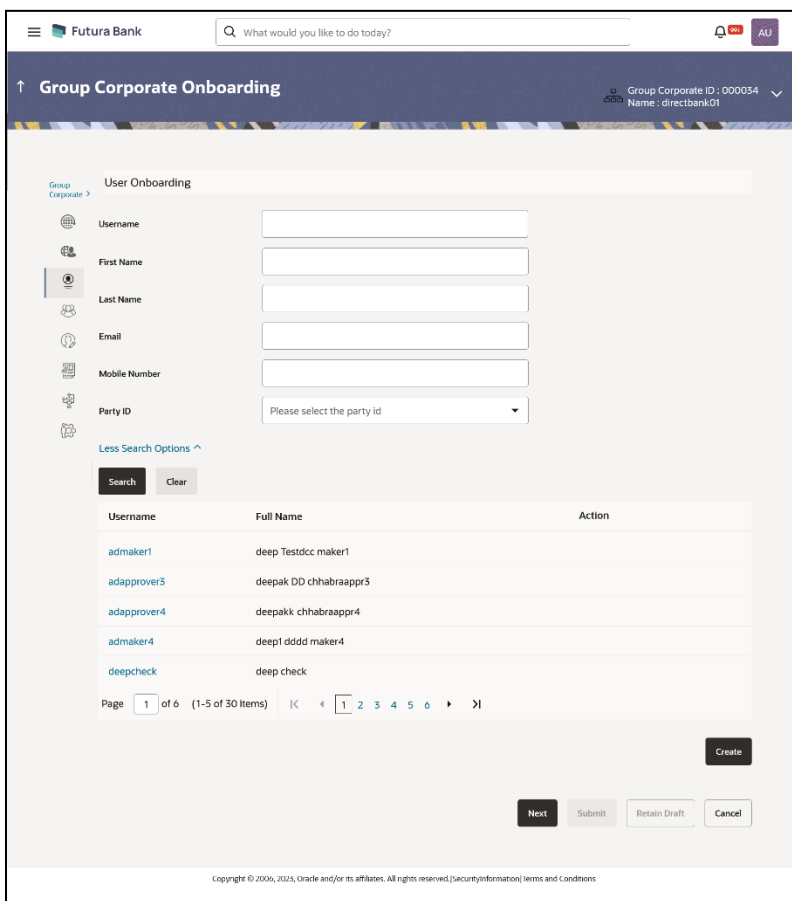 Futura Bank
What would you like to do today?
99+
AU
↑ Group Corporate Onboarding
Group Corporate ID : 000034
Name : directbank01
Group
Corporate >
User Onboarding
Username
First Name
Last Name
Email
Mobile Number
Party ID
Please select the party id
Less Search Options
Search
Clear
Username Full Name Action
admaker1 deep Testdcc maker1
adapprover3 deepak DD chhabraappr3
adapprover4 deepakk chhabraappr4
admaker4 deep1 dddd maker4
deepcheck deep check
Page 1 of 6 (1-5 of 30 items) 1 2 3 4 5 6
Create
Next Submit Retain Draft Cancel
Copyright © 2006, 2023, Oracle and/or its affiliates. All rights reserved.|SecurityInformation|Terms and Conditions